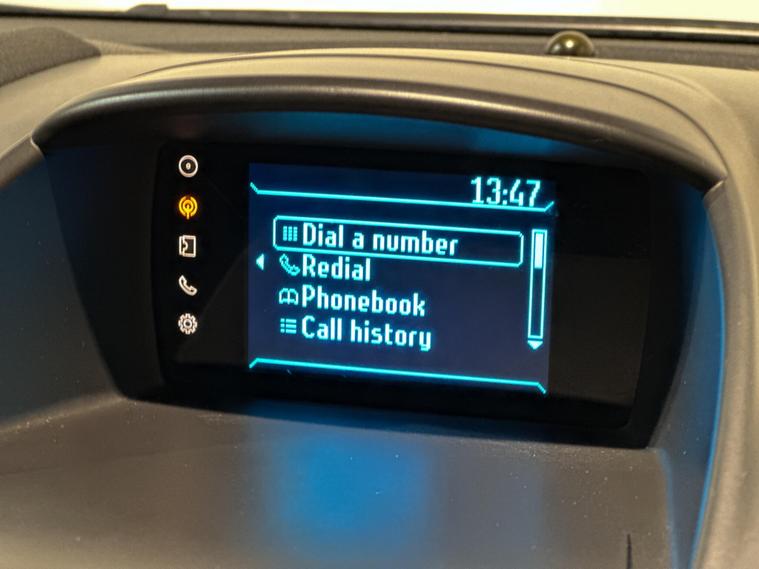 13:47
Dial a number
Redial
Phonebook
Call history